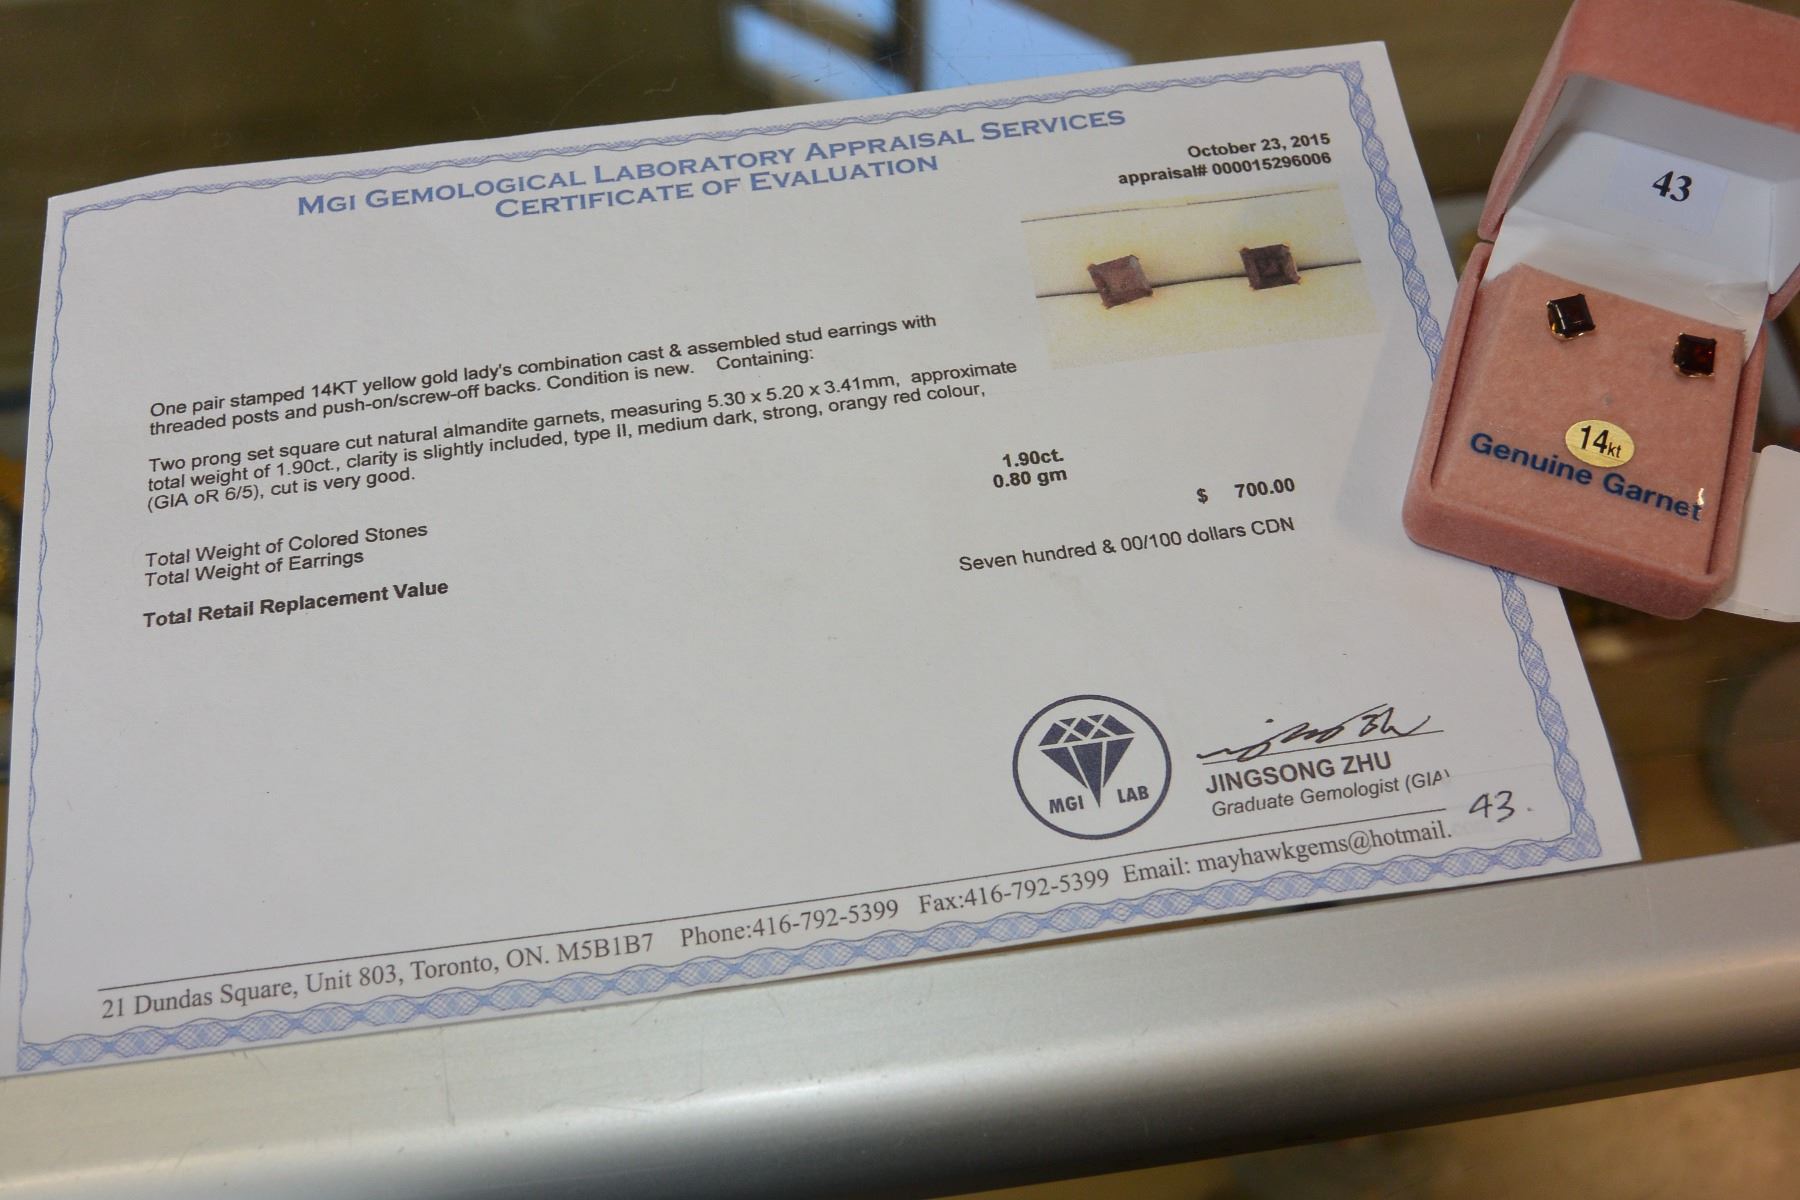 MGI GEMOLOGICAL LABORATORY APPRAISAL SERVICES
CERTIFICATE OF EVALUATION
October 23, 2015
appraisal# 000015296006
One pair stamped 14KT yellow gold lady's combination cast & assembled stud earrings with
threaded posts and push-on/screw-off backs. Condition is new. Containing:
Two prong set square cut natural almandite garnets, measuring 5.30 x 5.20 x 3.41mm, approximate
total weight of 1.90ct., clarity is slightly included, type II, medium dark, strong, orangy red colour,
(GIA oR 6/5), cut is very good.
Total Weight of Colored Stones 1.90ct.
Total Weight of Earrings 0.80 gm
Total Retail Replacement Value $ 700.00
Seven hundred & 00/100 dollars CDN
MGI LAB
JINGSONG ZHU
Graduate Gemologist (GIA)
43.
21 Dundas Square, Unit 803, Toronto, ON. M5B1B7 Phone:416-792-5399 Fax:416-792-5399 Email: mayhawkgems@hotmail.
43
14kt
Genuine Garnet